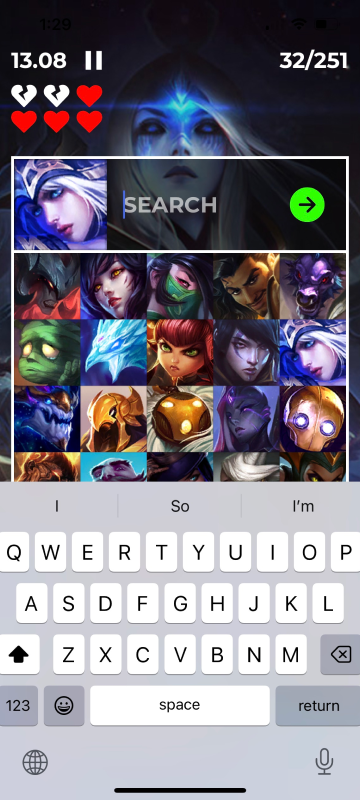 1:29
13.08
32/251
SEARCH
I So I'm
Q W E R T Y U I O P
A S D F G H J K L
Z X C V B N M
123 space return